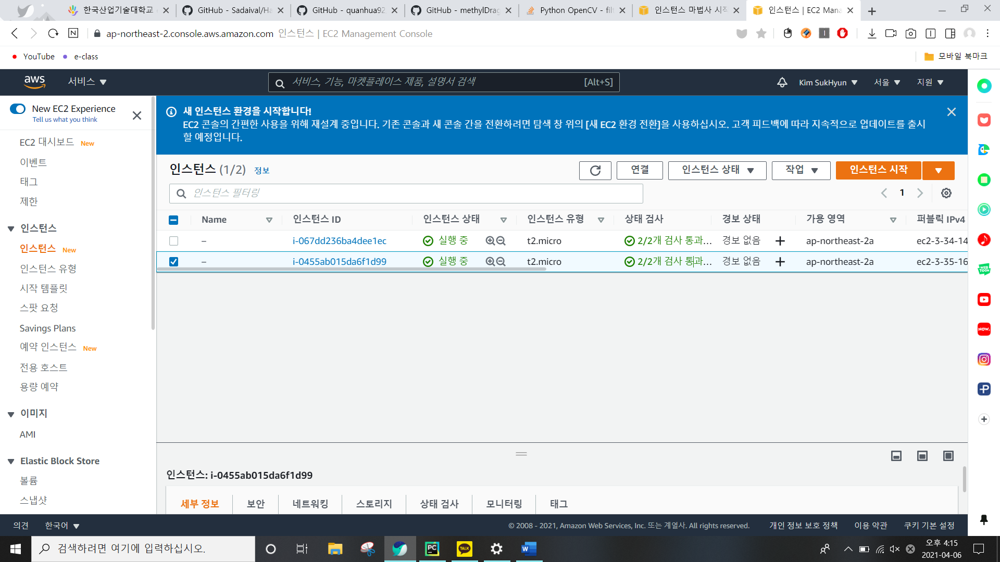 한국산업기술대학교
GitHub - Sadaival/Ha
GitHub - quanhua92
GitHub - methylDrag
Python OpenCV - filt
인스턴스 마법사 시작
인스턴스 | EC2 Mana
ap-northeast-2.console.aws.amazon.com 인스턴스 | EC2 Management Console
YouTube
e-class
모바일 북마크
aws
서비스
서비스, 기능, 마켓플레이스 제품, 설명서 검색
[Alt+S]
Kim SukHyun
서울
지원
New EC2 Experience
Tell us what you think
EC2 대시보드 New
이벤트
태그
제한
인스턴스
인스턴스 New
인스턴스 유형
시작 템플릿
스팟 요청
Savings Plans
예약 인스턴스 New
전용 호스트
용량 예약
이미지
AMI
Elastic Block Store
볼륨
스냅샷
새 인스턴스 환경을 시작합니다!
EC2 콘솔의 간편한 사용을 위해 재설계 중입니다. 기존 콘솔과 새 콘솔 간을 전환하려면 탐색 창 위의 [새 EC2 환경 전환]을 사용하십시오. 고객 피드백에 따라 지속적으로 업데이트를 출시
할 예정입니다.
인스턴스 (1/2) 정보
연결
인스턴스 상태
작업
인스턴스 시작
인스턴스 필터링
1
Name 인스턴스 ID 인스턴스 상태 인스턴스 유형 상태 검사 경보 상태 가용 영역 퍼블릭 IPv4
– i-067dd236ba4dee1ec 실행 중 t2.micro 2/2개 검사 통과... 경보 없음 + ap-northeast-2a ec2-3-34-14
– i-0455ab015da6f1d99 실행 중 t2.micro 2/2개 검사 통과... 경보 없음 + ap-northeast-2a ec2-3-35-16
인스턴스: i-0455ab015da6f1d99
세부 정보
보안
네트워킹
스토리지
상태 검사
모니터링
태그
WEB
TOON
NOW.
의견
한국어
© 2008 - 2021, Amazon Web Services, Inc. 또는 계열사. All rights reserved.
개인 정보 보호 정책
이용 약관
쿠키 기본 설정
검색하려면 여기에 입력하십시오.
PC
TALK
W
오후 4:15
2021-04-06